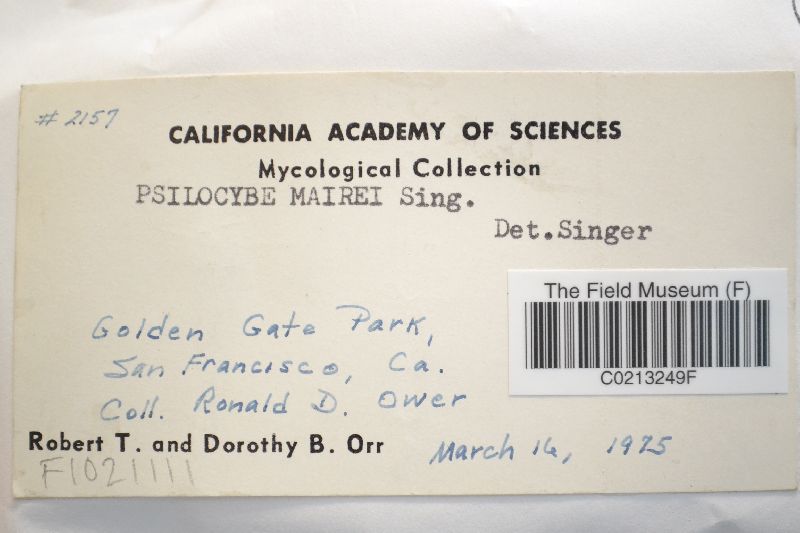 #2157
CALIFORNIA ACADEMY OF SCIENCES
Mycological Collection
PSILOCYBE MAIREI Sing.
Det.Singer
The Field Museum (F)
C0213249F
Golden Gate Park,
San Francisco, Ca.
Coll. Ronald D. Ower
Robert T. and Dorothy B. Orr
March 16, 1975
F1021111